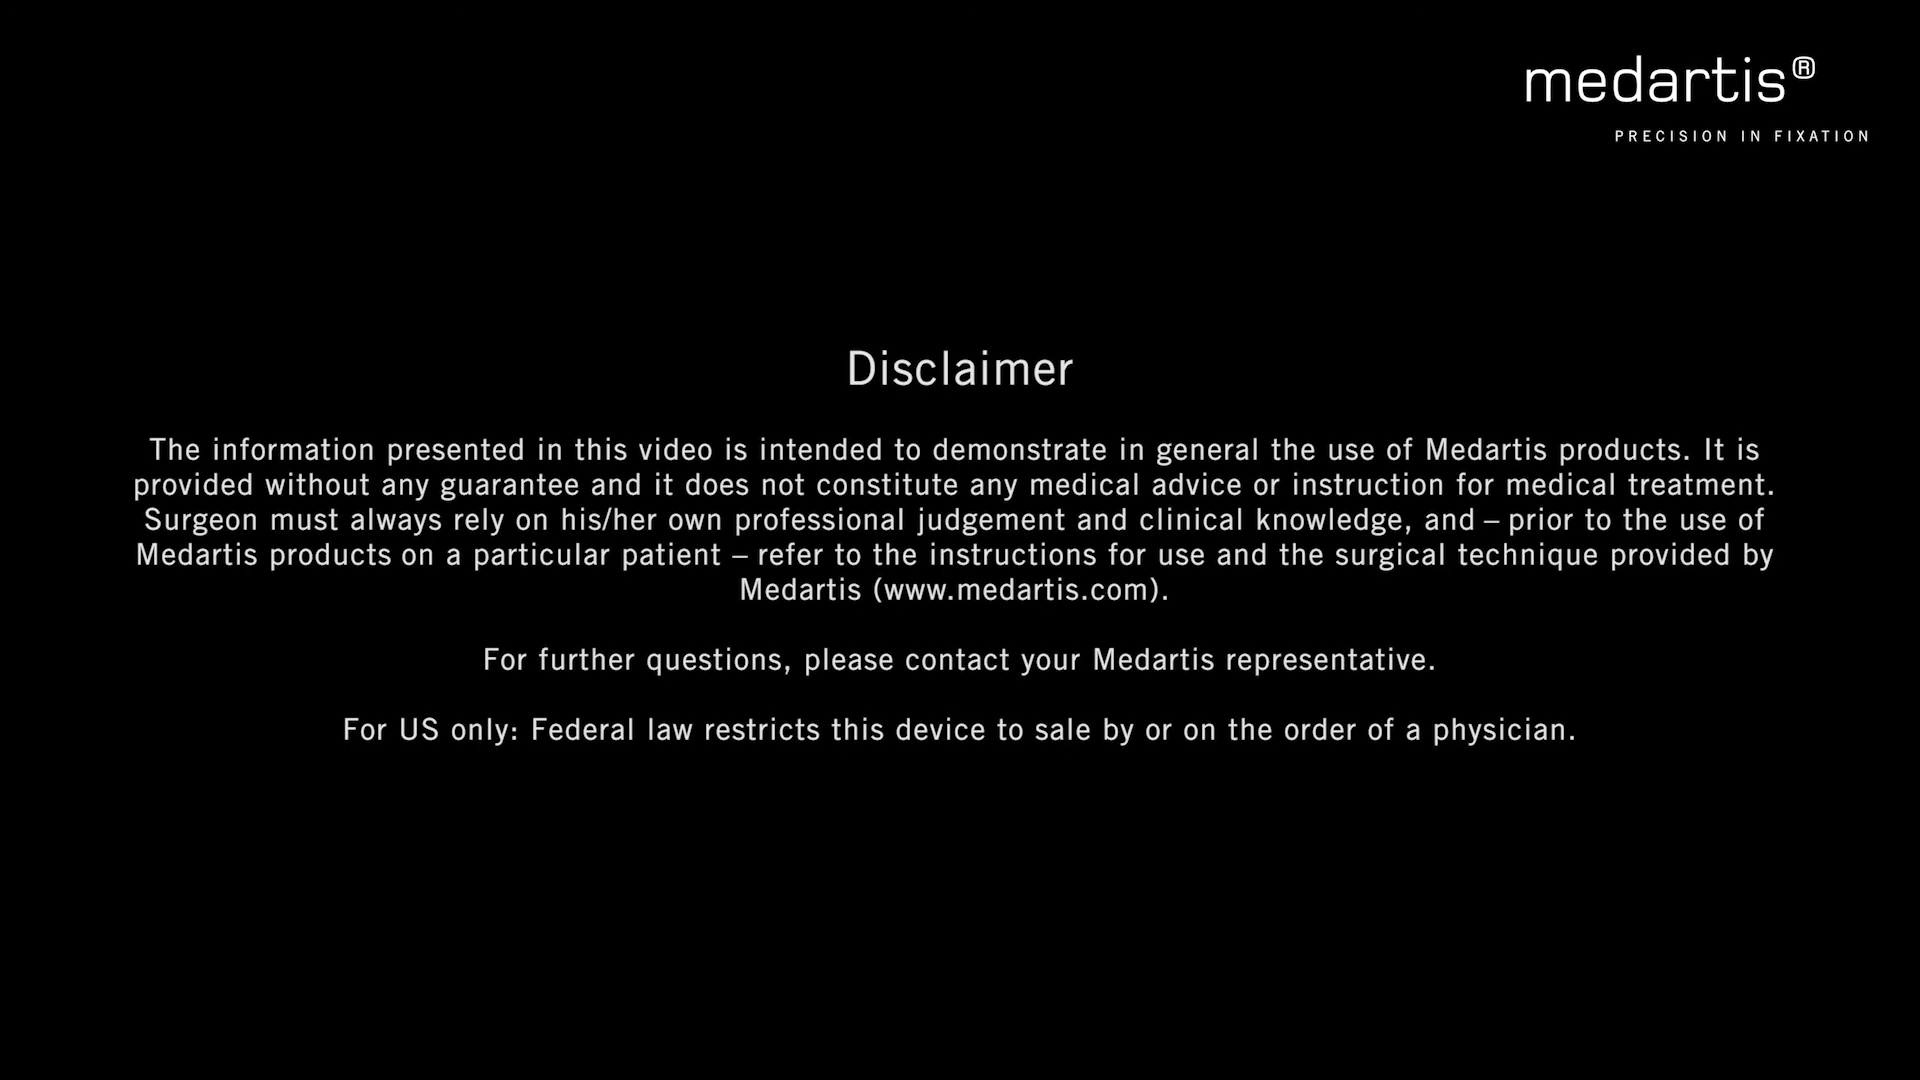 medartis®
PRECISION IN FIXATION
Disclaimer
The information presented in this video is intended to demonstrate in general the use of Medartis products. It is
provided without any guarantee and it does not constitute any medical advice or instruction for medical treatment.
Surgeon must always rely on his/her own professional judgement and clinical knowledge, and – prior to the use of
Medartis products on a particular patient – refer to the instructions for use and the surgical technique provided by
Medartis (www.medartis.com).
For further questions, please contact your Medartis representative.
For US only: Federal law restricts this device to sale by or on the order of a physician.